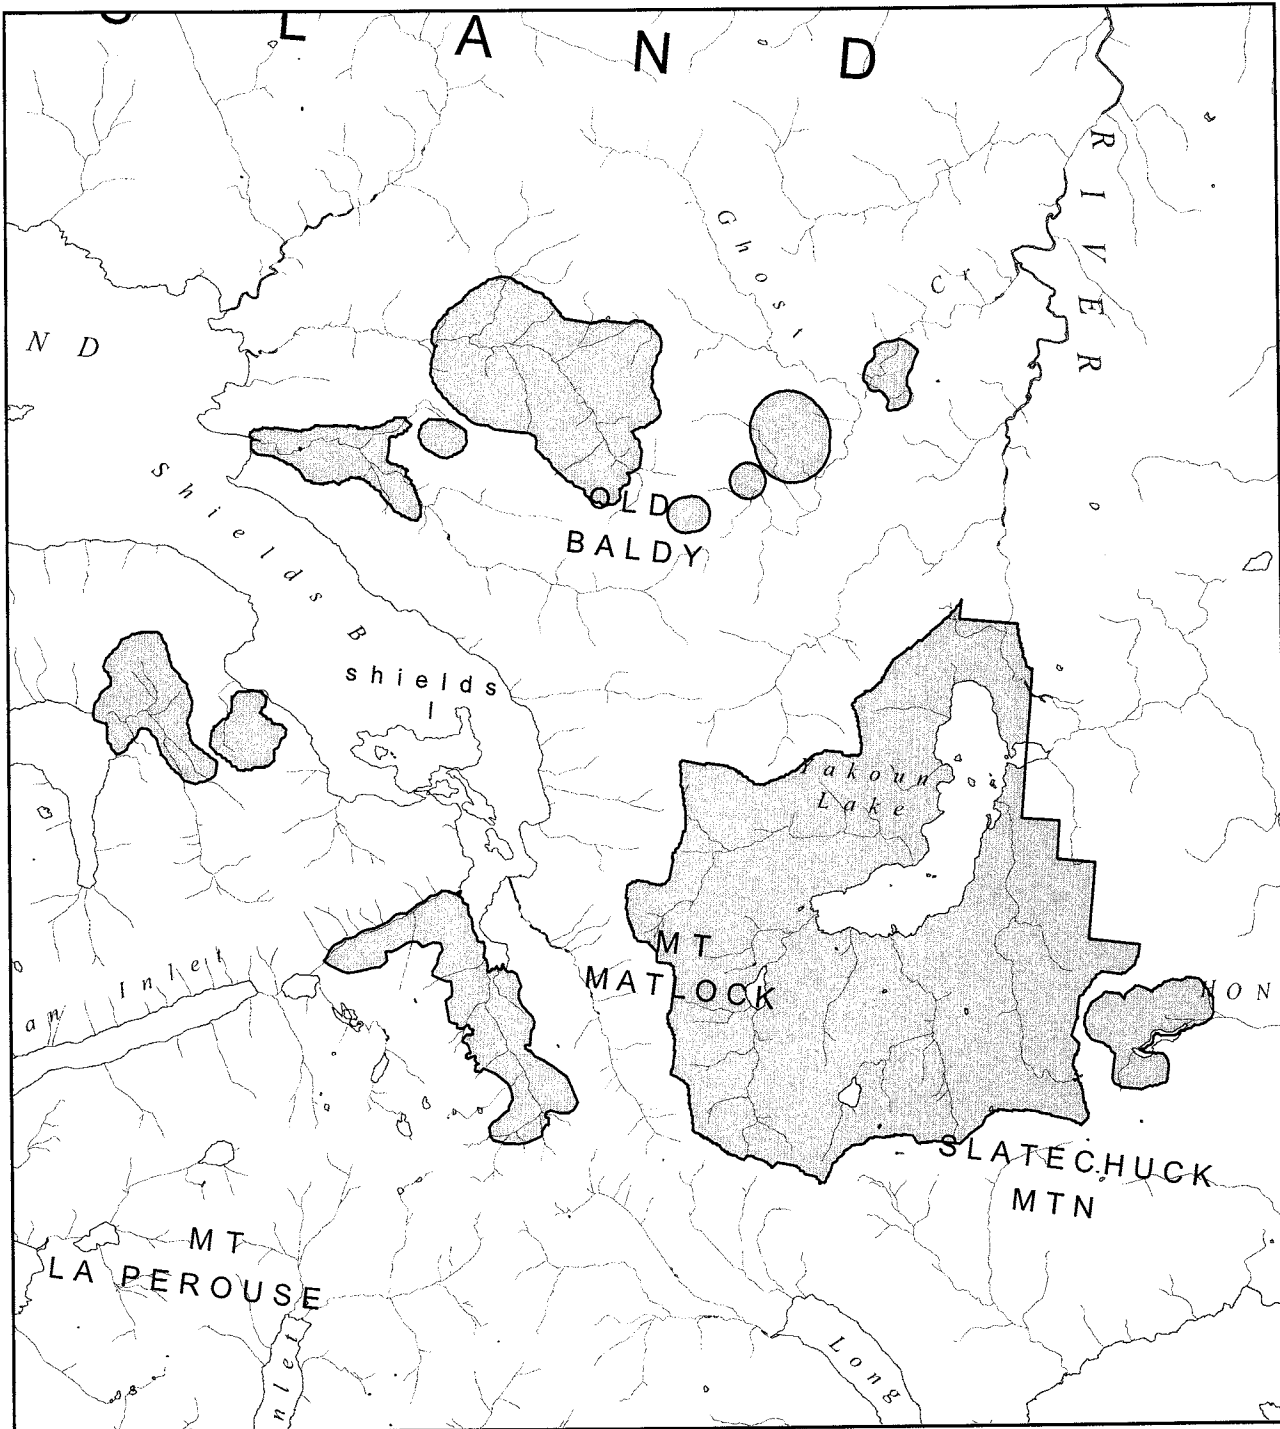 S L A N D
RIVER
Ghost
Cr
N D
Shields B
OLD
BALDY
shields
I
Yakoun
Lake
MT
MATLOCK
HON
an Inlet
SLATECHUCK
MTN
MT
LA PEROUSE
nlet
Long